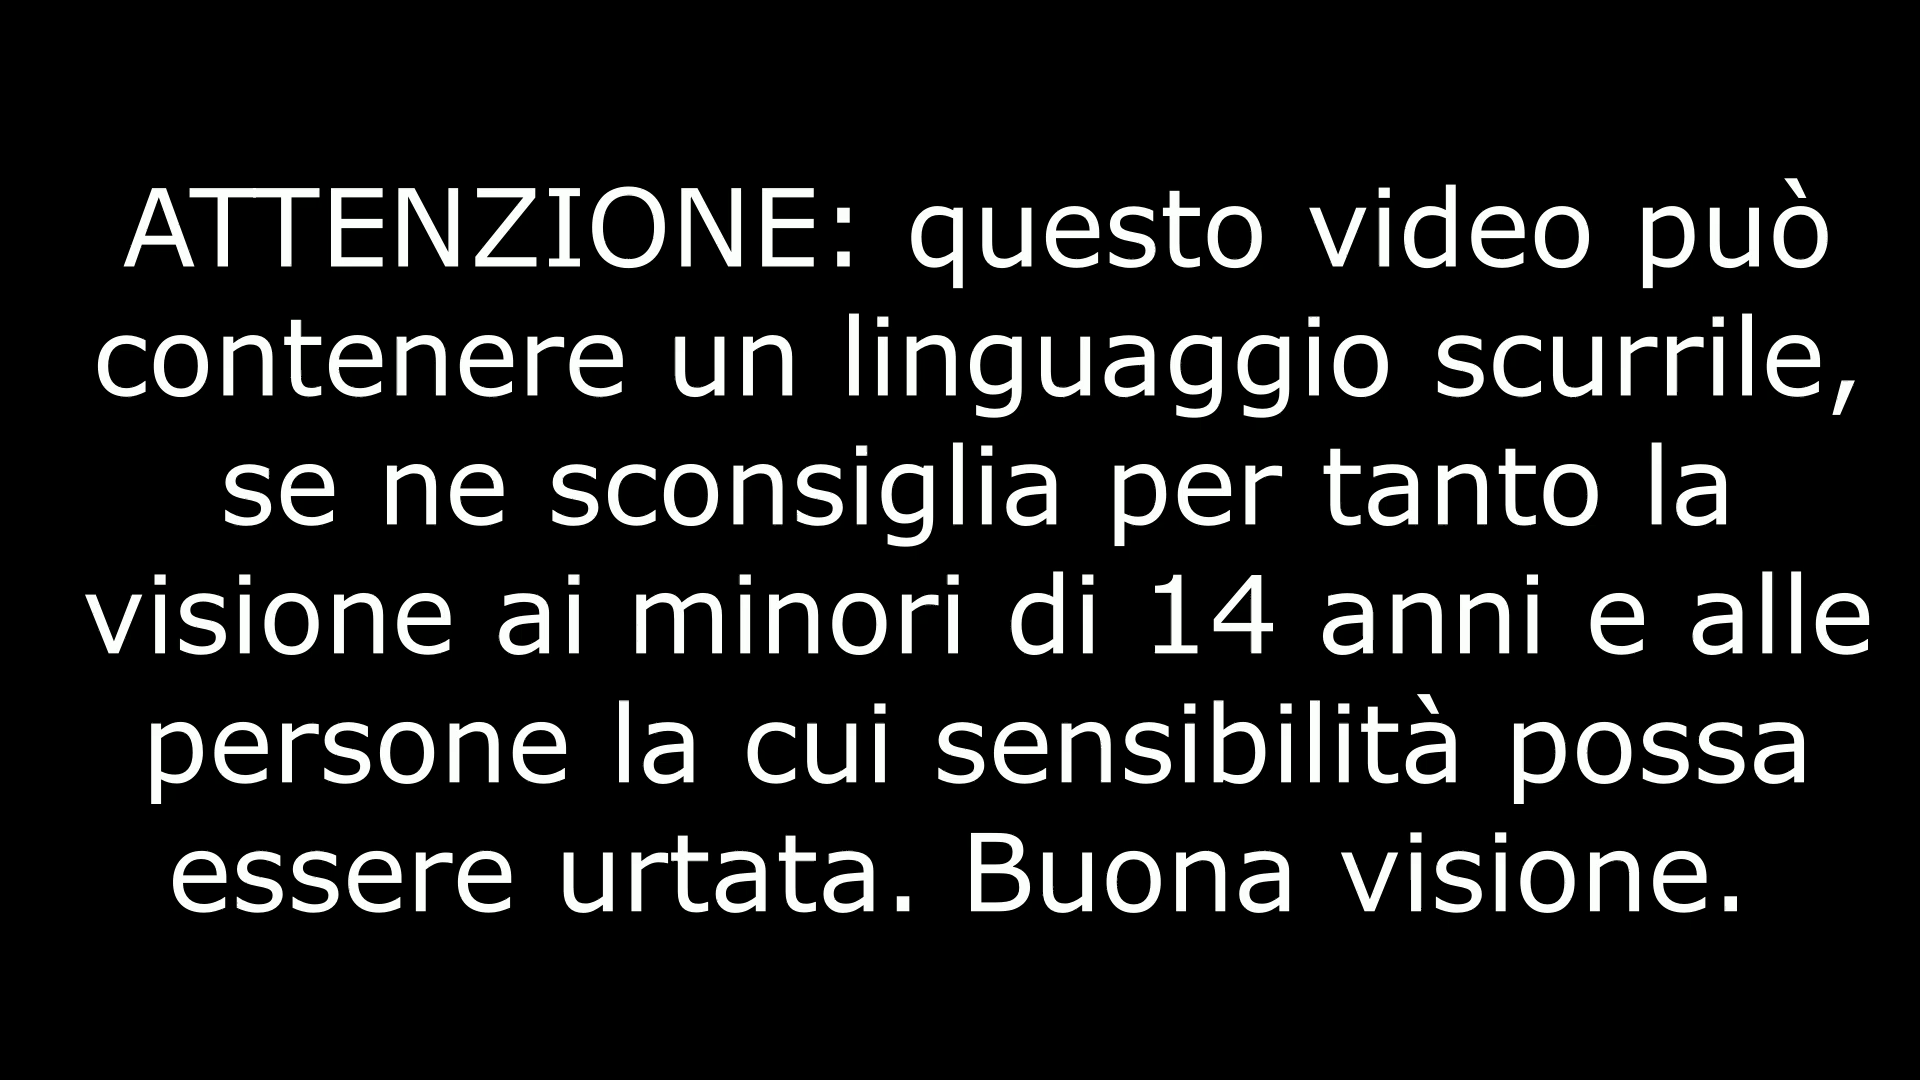 ATTENZIONE: questo video può
contenere un linguaggio scurrile,
se ne sconsiglia per tanto la
visione ai minori di 14 anni e alle
persone la cui sensibilità possa
essere urtata. Buona visione.